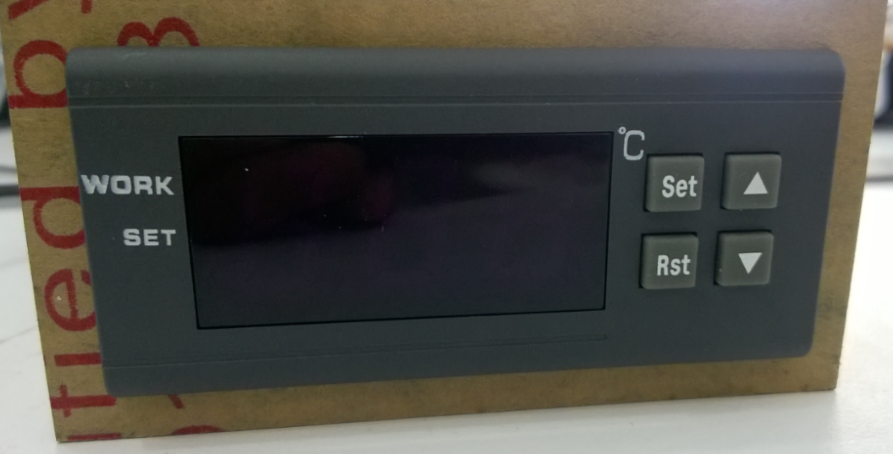 °C
WORK
Set ▲
SET
Rst ▼